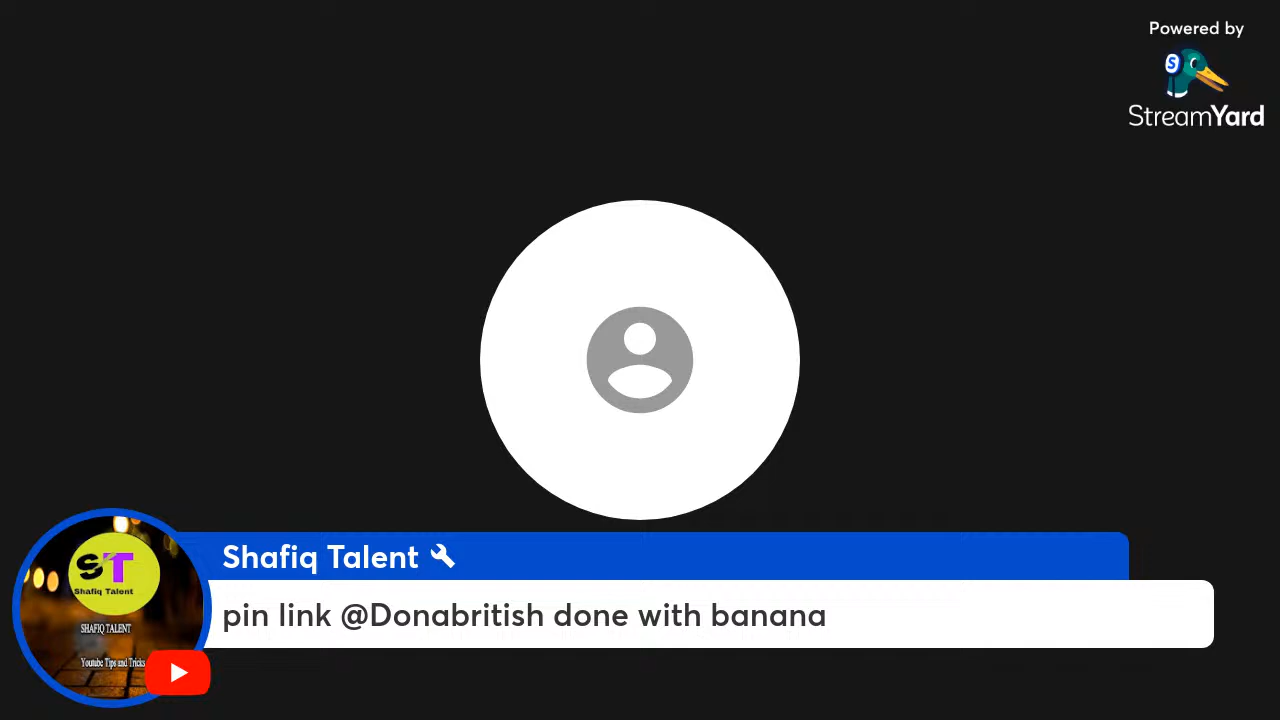 Powered by
S
StreamYard
Shafiq Talent
pin link @Donabritish done with banana
ST
Shafiq Talent
SHAFIQ TALENT
Youtube Tips and Tricks